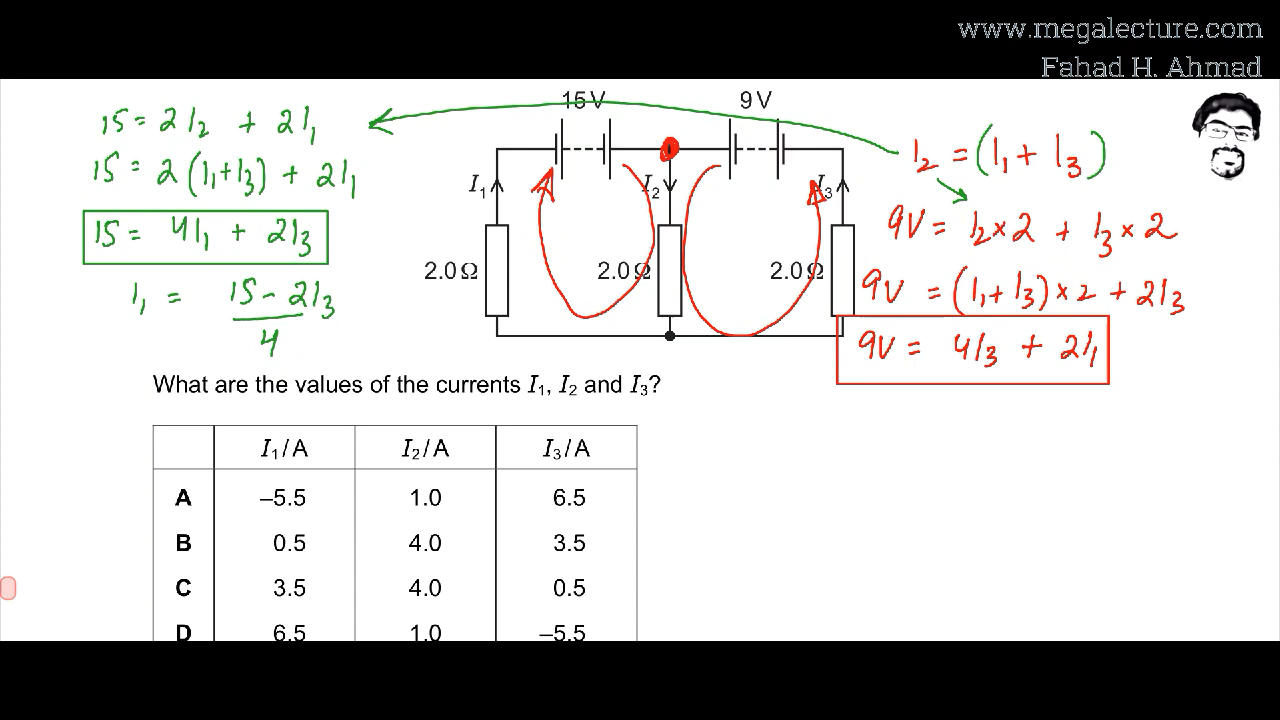 www.megalecture.com
Fahad H. Ahmad
15 = 2I₂ + 2I₁
15 = 2(I₁+I₃) + 2I₁
15 = 4I₁ + 2I₃
I₁ = 15 - 2I₃
4
15 V
9 V
I₁
I₂
I₃
2.0 Ω
2.0 Ω
2.0 Ω
I₂ = (I₁ + I₃)
9V = I₂ × 2 + I₃ × 2
9V = (I₁+I₃) × 2 + 2I₃
9V = 4I₃ + 2I₁
What are the values of the currents I₁, I₂ and I₃?
I₁ / A I₂ / A I₃ / A
A –5.5 1.0 6.5
B 0.5 4.0 3.5
C 3.5 4.0 0.5
D 6.5 1.0 –5.5